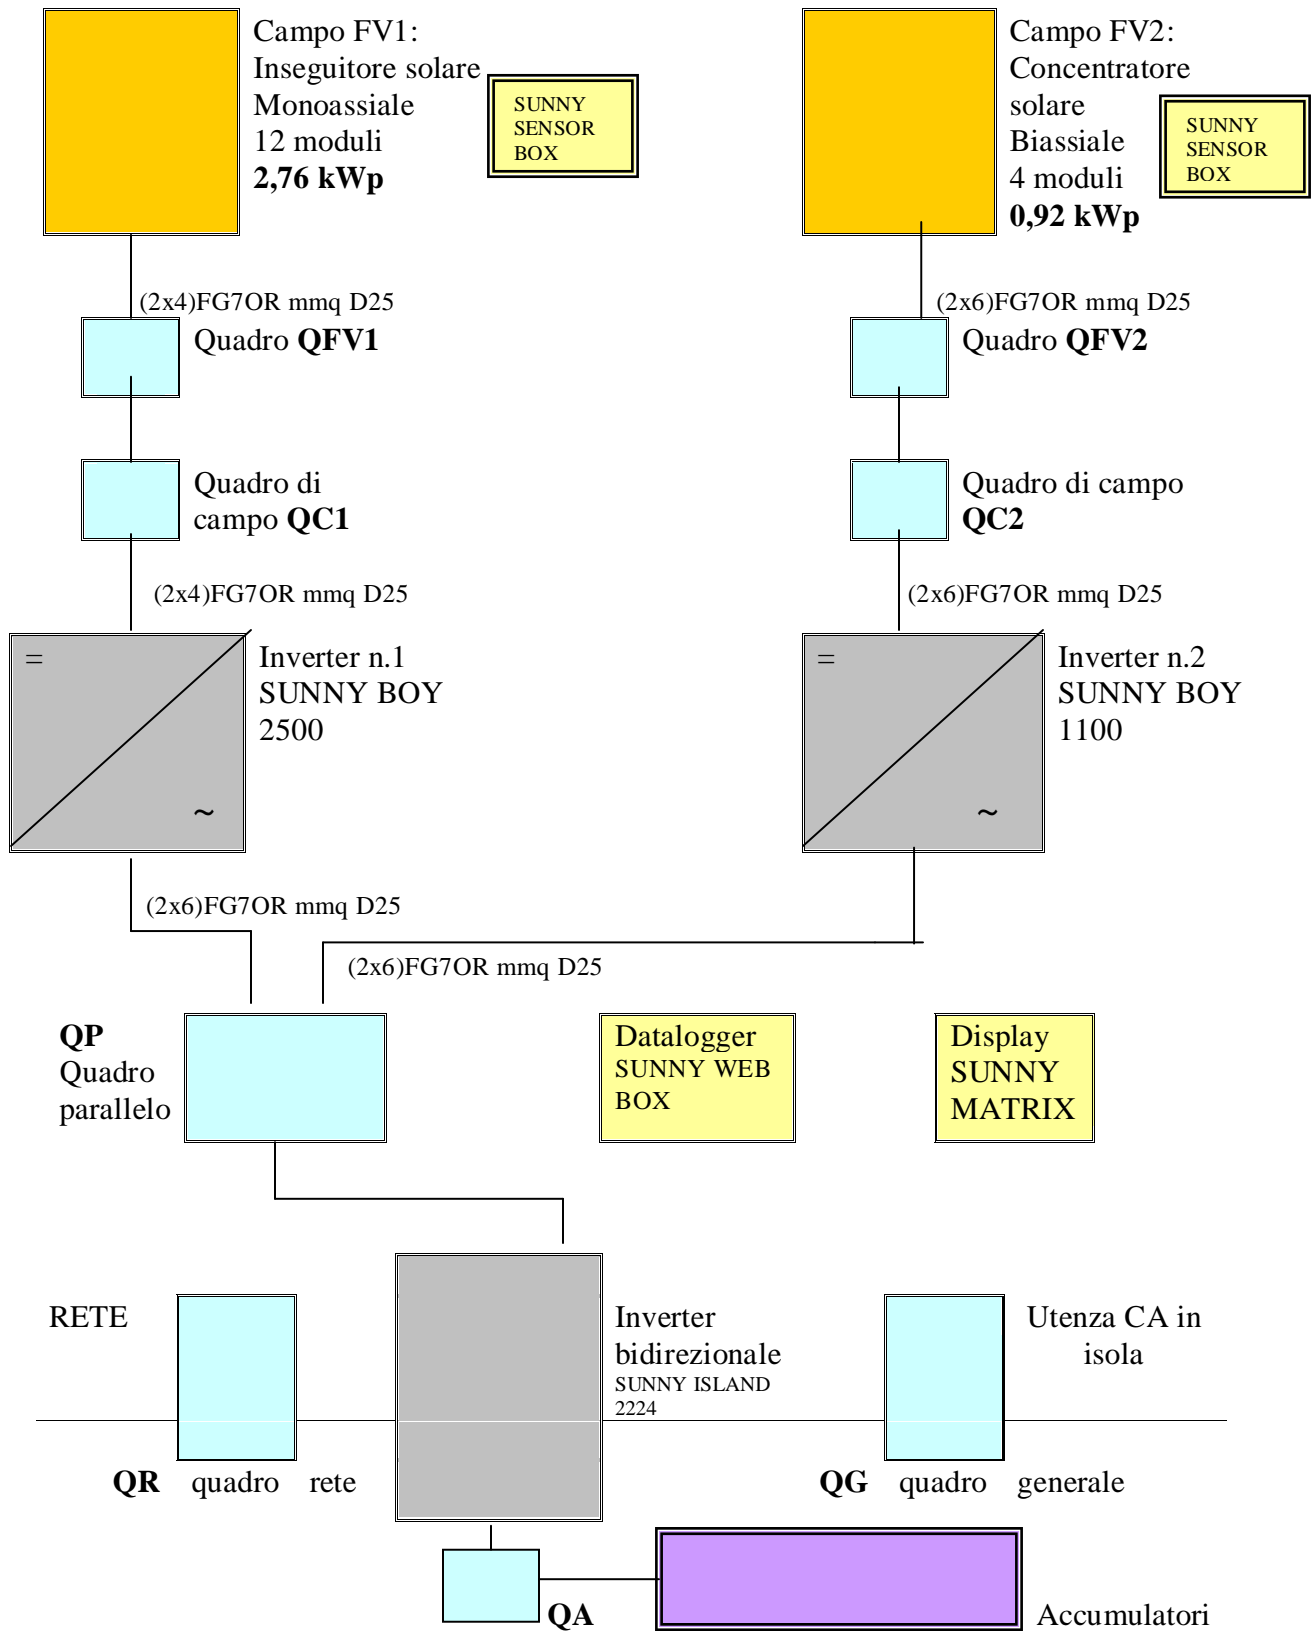 Campo FV1:
Inseguitore solare
Monoassiale
12 moduli
2,76 kWp
SUNNY
SENSOR
BOX
Campo FV2:
Concentratore
solare
Biassiale
4 moduli
0,92 kWp
SUNNY
SENSOR
BOX
(2x4)FG7OR mmq D25
Quadro QFV1
(2x6)FG7OR mmq D25
Quadro QFV2
Quadro di
campo QC1
Quadro di campo
QC2
(2x4)FG7OR mmq D25
(2x6)FG7OR mmq D25
=
~
Inverter n.1
SUNNY BOY
2500
=
~
Inverter n.2
SUNNY BOY
1100
(2x6)FG7OR mmq D25
(2x6)FG7OR mmq D25
QP
Quadro
parallelo
Datalogger
SUNNY WEB
BOX
Display
SUNNY
MATRIX
RETE
Inverter
bidirezionale
SUNNY ISLAND
2224
Utenza CA in
isola
QR quadro rete
QG quadro generale
QA
Accumulatori